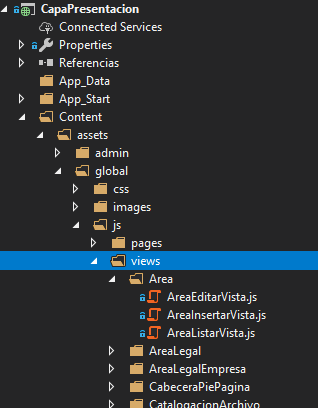 CapaPresentacion
Connected Services
Properties
Referencias
App_Data
App_Start
Content
assets
admin
global
css
images
js
pages
views
Area
AreaEditarVista.js
AreaInsertarVista.js
AreaListarVista.js
AreaLegal
AreaLegalEmpresa
CabeceraPiePagina
CatalogacionArchivo